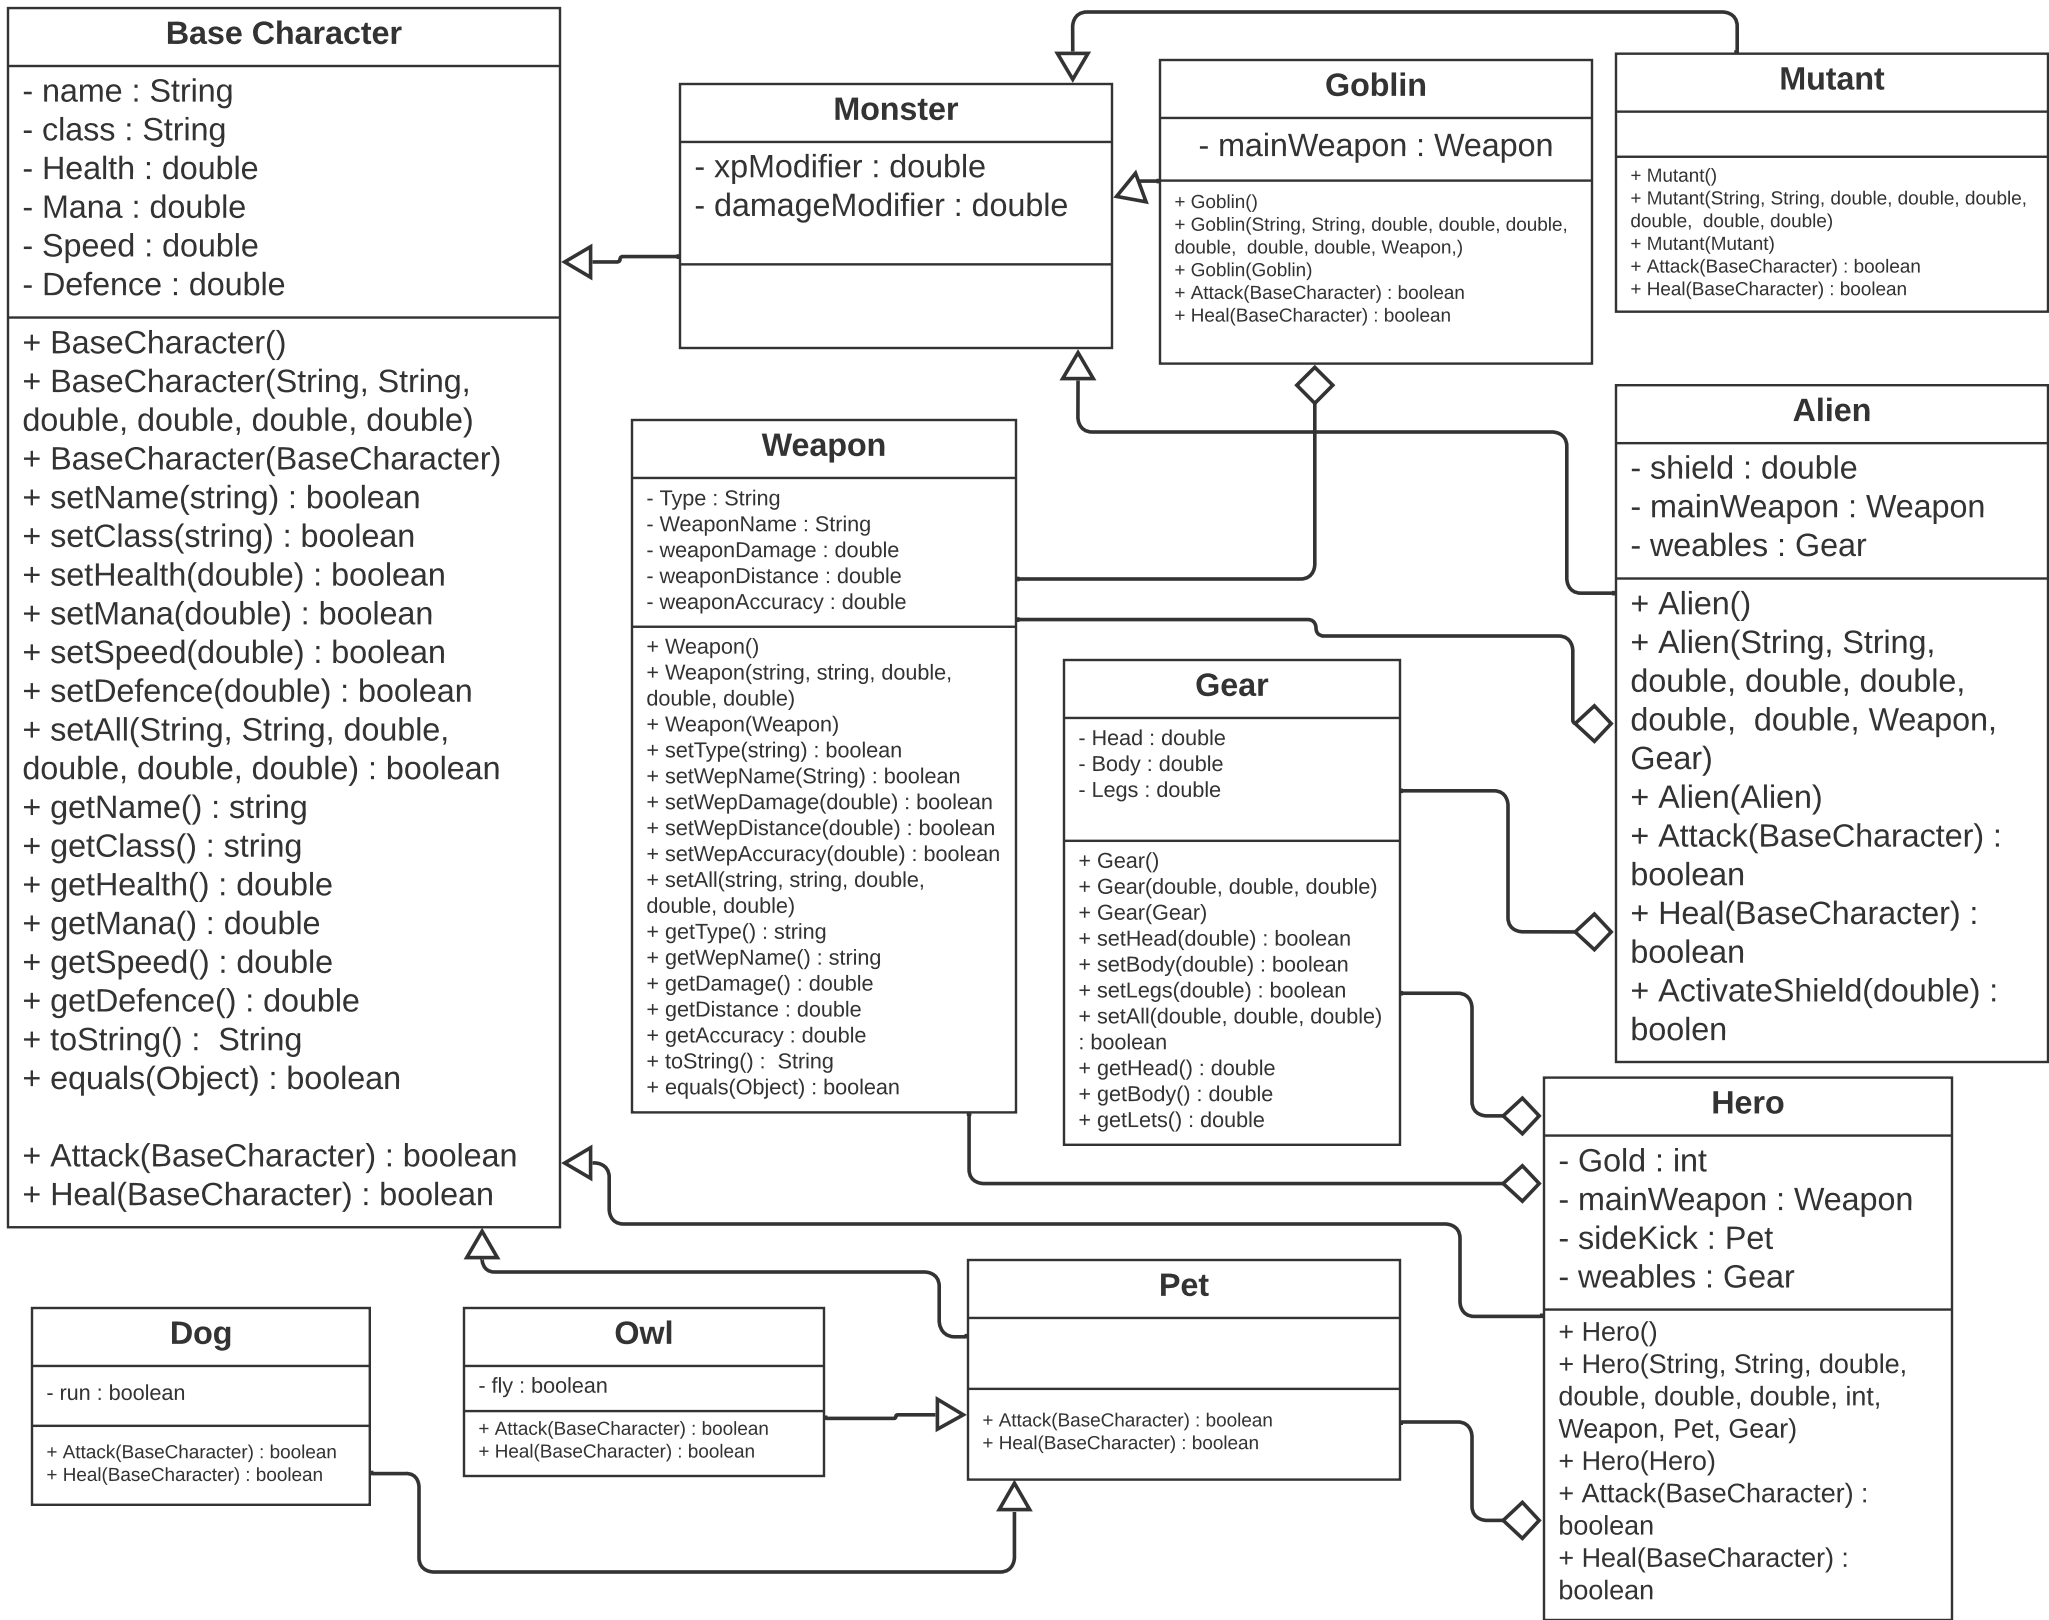 Base Character
- name : String
- class : String
- Health : double
- Mana : double
- Speed : double
- Defence : double
+ BaseCharacter()
+ BaseCharacter(String, String,
double, double, double, double)
+ BaseCharacter(BaseCharacter)
+ setName(string) : boolean
+ setClass(string) : boolean
+ setHealth(double) : boolean
+ setMana(double) : boolean
+ setSpeed(double) : boolean
+ setDefence(double) : boolean
+ setAll(String, String, double,
double, double, double) : boolean
+ getName() : string
+ getClass() : string
+ getHealth() : double
+ getMana() : double
+ getSpeed() : double
+ getDefence() : double
+ toString() :  String
+ equals(Object) : boolean
+ Attack(BaseCharacter) : boolean
+ Heal(BaseCharacter) : boolean
Monster
- xpModifier : double
- damageModifier : double
Goblin
- mainWeapon : Weapon
+ Goblin()
+ Goblin(String, String, double, double, double,
double,  double, double, Weapon,)
+ Goblin(Goblin)
+ Attack(BaseCharacter) : boolean
+ Heal(BaseCharacter) : boolean
Mutant
+ Mutant()
+ Mutant(String, String, double, double, double,
double,  double, double)
+ Mutant(Mutant)
+ Attack(BaseCharacter) : boolean
+ Heal(BaseCharacter) : boolean
Weapon
- Type : String
- WeaponName : String
- weaponDamage : double
- weaponDistance : double
- weaponAccuracy : double
+ Weapon()
+ Weapon(string, string, double,
double, double)
+ Weapon(Weapon)
+ setType(string) : boolean
+ setWepName(String) : boolean
+ setWepDamage(double) : boolean
+ setWepDistance(double) : boolean
+ setWepAccuracy(double) : boolean
+ setAll(string, string, double,
double, double)
+ getType() : string
+ getWepName() : string
+ getDamage() : double
+ getDistance : double
+ getAccuracy : double
+ toString() :  String
+ equals(Object) : boolean
Gear
- Head : double
- Body : double
- Legs : double
+ Gear()
+ Gear(double, double, double)
+ Gear(Gear)
+ setHead(double) : boolean
+ setBody(double) : boolean
+ setLegs(double) : boolean
+ setAll(double, double, double)
: boolean
+ getHead() : double
+ getBody() : double
+ getLets() : double
Alien
- shield : double
- mainWeapon : Weapon
- weables : Gear
+ Alien()
+ Alien(String, String,
double, double, double,
double,  double, Weapon,
Gear)
+ Alien(Alien)
+ Attack(BaseCharacter) :
boolean
+ Heal(BaseCharacter) :
boolean
+ ActivateShield(double) :
boolen
Hero
- Gold : int
- mainWeapon : Weapon
- sideKick : Pet
- weables : Gear
+ Hero()
+ Hero(String, String, double,
double, double, double, int,
Weapon, Pet, Gear)
+ Hero(Hero)
+ Attack(BaseCharacter) :
boolean
+ Heal(BaseCharacter) :
boolean
Dog
- run : boolean
+ Attack(BaseCharacter) : boolean
+ Heal(BaseCharacter) : boolean
Owl
- fly : boolean
+ Attack(BaseCharacter) : boolean
+ Heal(BaseCharacter) : boolean
Pet
+ Attack(BaseCharacter) : boolean
+ Heal(BaseCharacter) : boolean